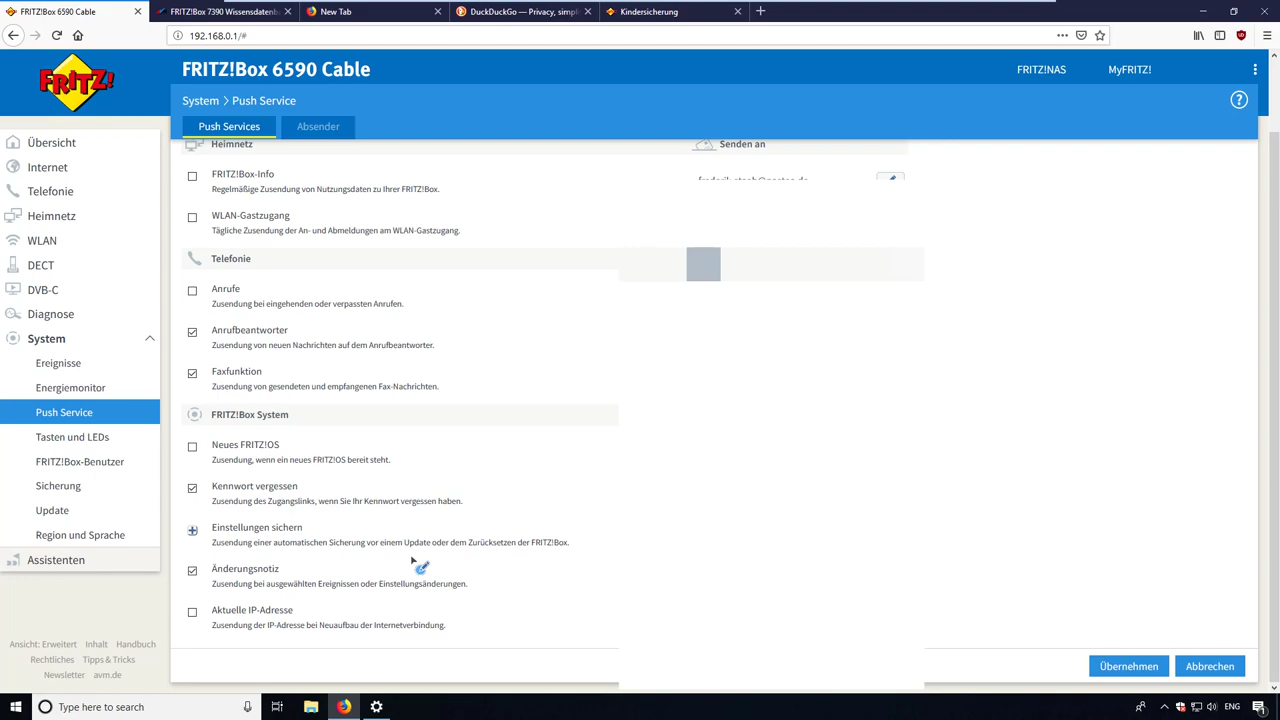 FRITZ!Box 6590 Cable
FRITZ!Box 7390 Wissensdatenb
New Tab
DuckDuckGo — Privacy, simpl
Kindersicherung
192.168.0.1/#
FRITZ!
FRITZ!Box 6590 Cable
FRITZ!NAS
MyFRITZ!
System > Push Service
Push Services
Absender
Übersicht
Internet
Telefonie
Heimnetz
WLAN
DECT
DVB-C
Diagnose
System
Ereignisse
Energiemonitor
Push Service
Tasten und LEDs
FRITZ!Box-Benutzer
Sicherung
Update
Region und Sprache
Assistenten
Ansicht: Erweitert Inhalt Handbuch
Rechtliches Tipps & Tricks
Newsletter avm.de
Heimnetz
Senden an
FRITZ!Box-Info
Regelmäßige Zusendung von Nutzungsdaten zu Ihrer FRITZ!Box.
WLAN-Gastzugang
Tägliche Zusendung der An- und Abmeldungen am WLAN-Gastzugang.
Telefonie
Anrufe
Zusendung bei eingehenden oder verpassten Anrufen.
Anrufbeantworter
Zusendung von neuen Nachrichten auf dem Anrufbeantworter.
Faxfunktion
Zusendung von gesendeten und empfangenen Fax-Nachrichten.
FRITZ!Box System
Neues FRITZ!OS
Zusendung, wenn ein neues FRITZ!OS bereit steht.
Kennwort vergessen
Zusendung des Zugangslinks, wenn Sie Ihr Kennwort vergessen haben.
Einstellungen sichern
Zusendung einer automatischen Sicherung vor einem Update oder dem Zurücksetzen der FRITZ!Box.
Änderungsnotiz
Zusendung bei ausgewählten Ereignissen oder Einstellungsänderungen.
Aktuelle IP-Adresse
Zusendung der IP-Adresse bei Neuaufbau der Internetverbindung.
Übernehmen
Abbrechen
Type here to search
ENG